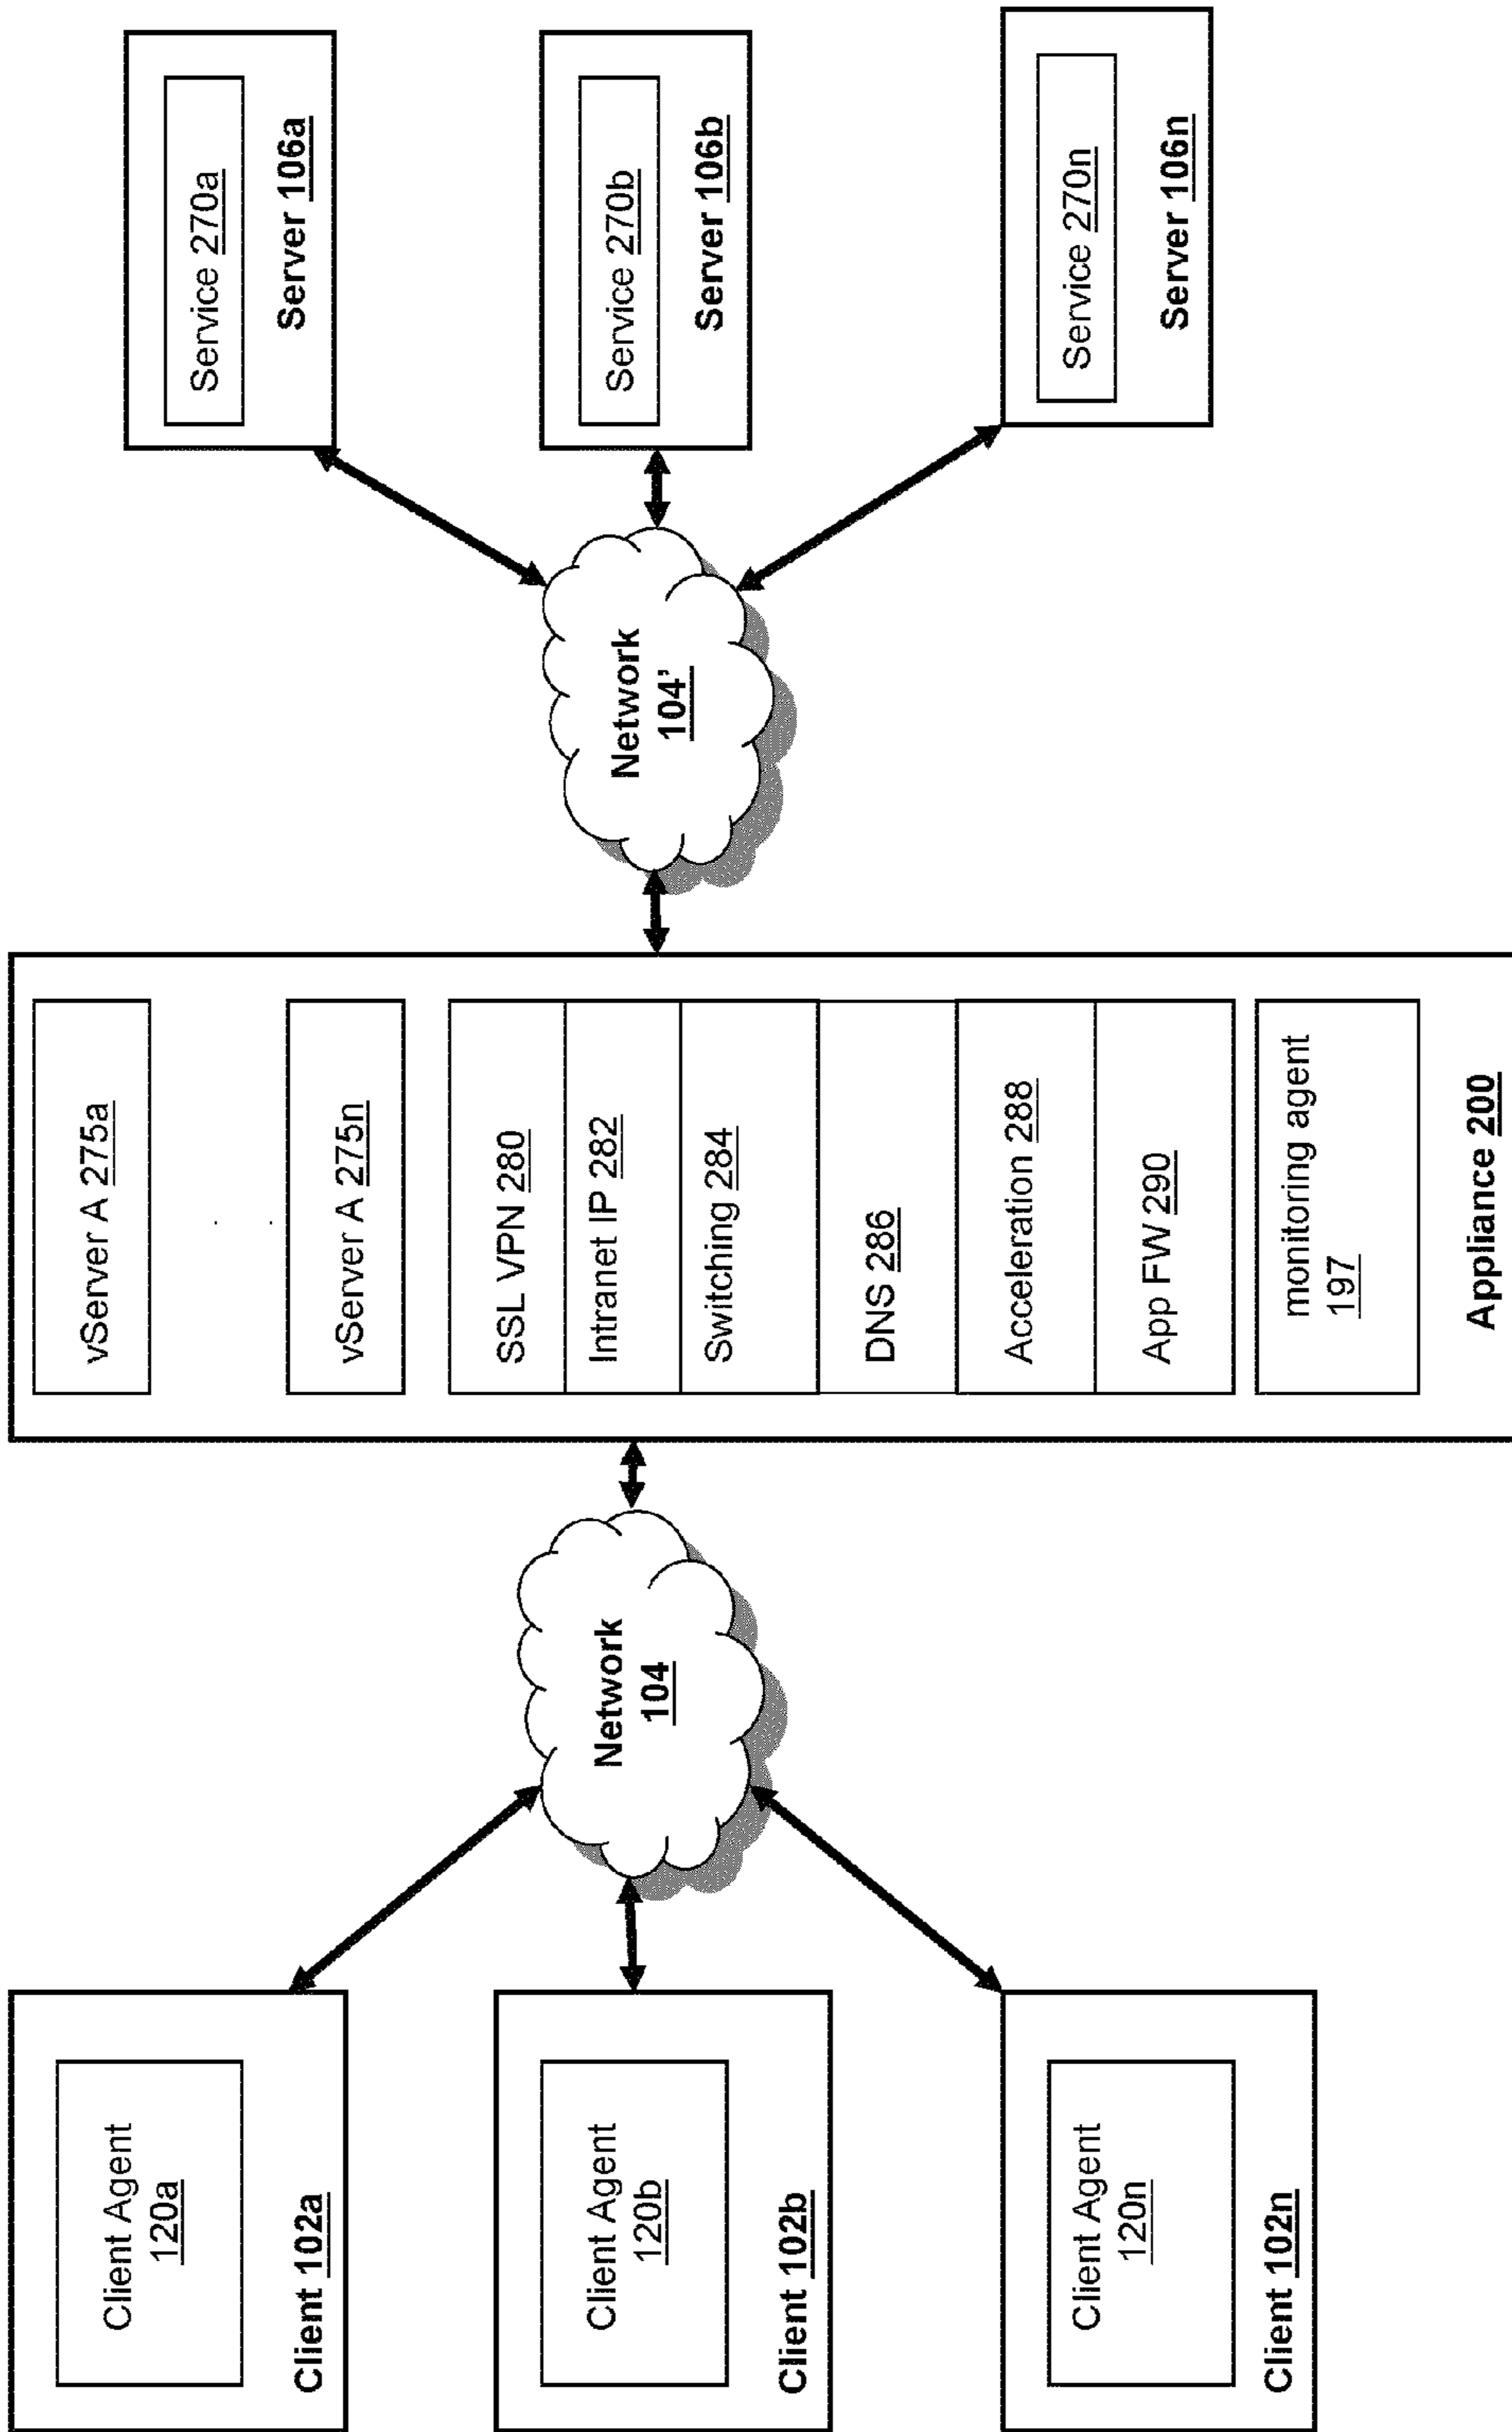 Client Agent
120a
Client 102a
Client Agent
120b
Client 102b
Client Agent
120n
Client 102n
Network
104
vServer A 275a
vServer A 275n
SSL VPN 280
Intranet IP 282
Switching 284
DNS 286
Acceleration 288
App FW 290
monitoring agent
197
Appliance 200
Network
104'
Service 270a
Server 106a
Service 270b
Server 106b
Service 270n
Server 106n